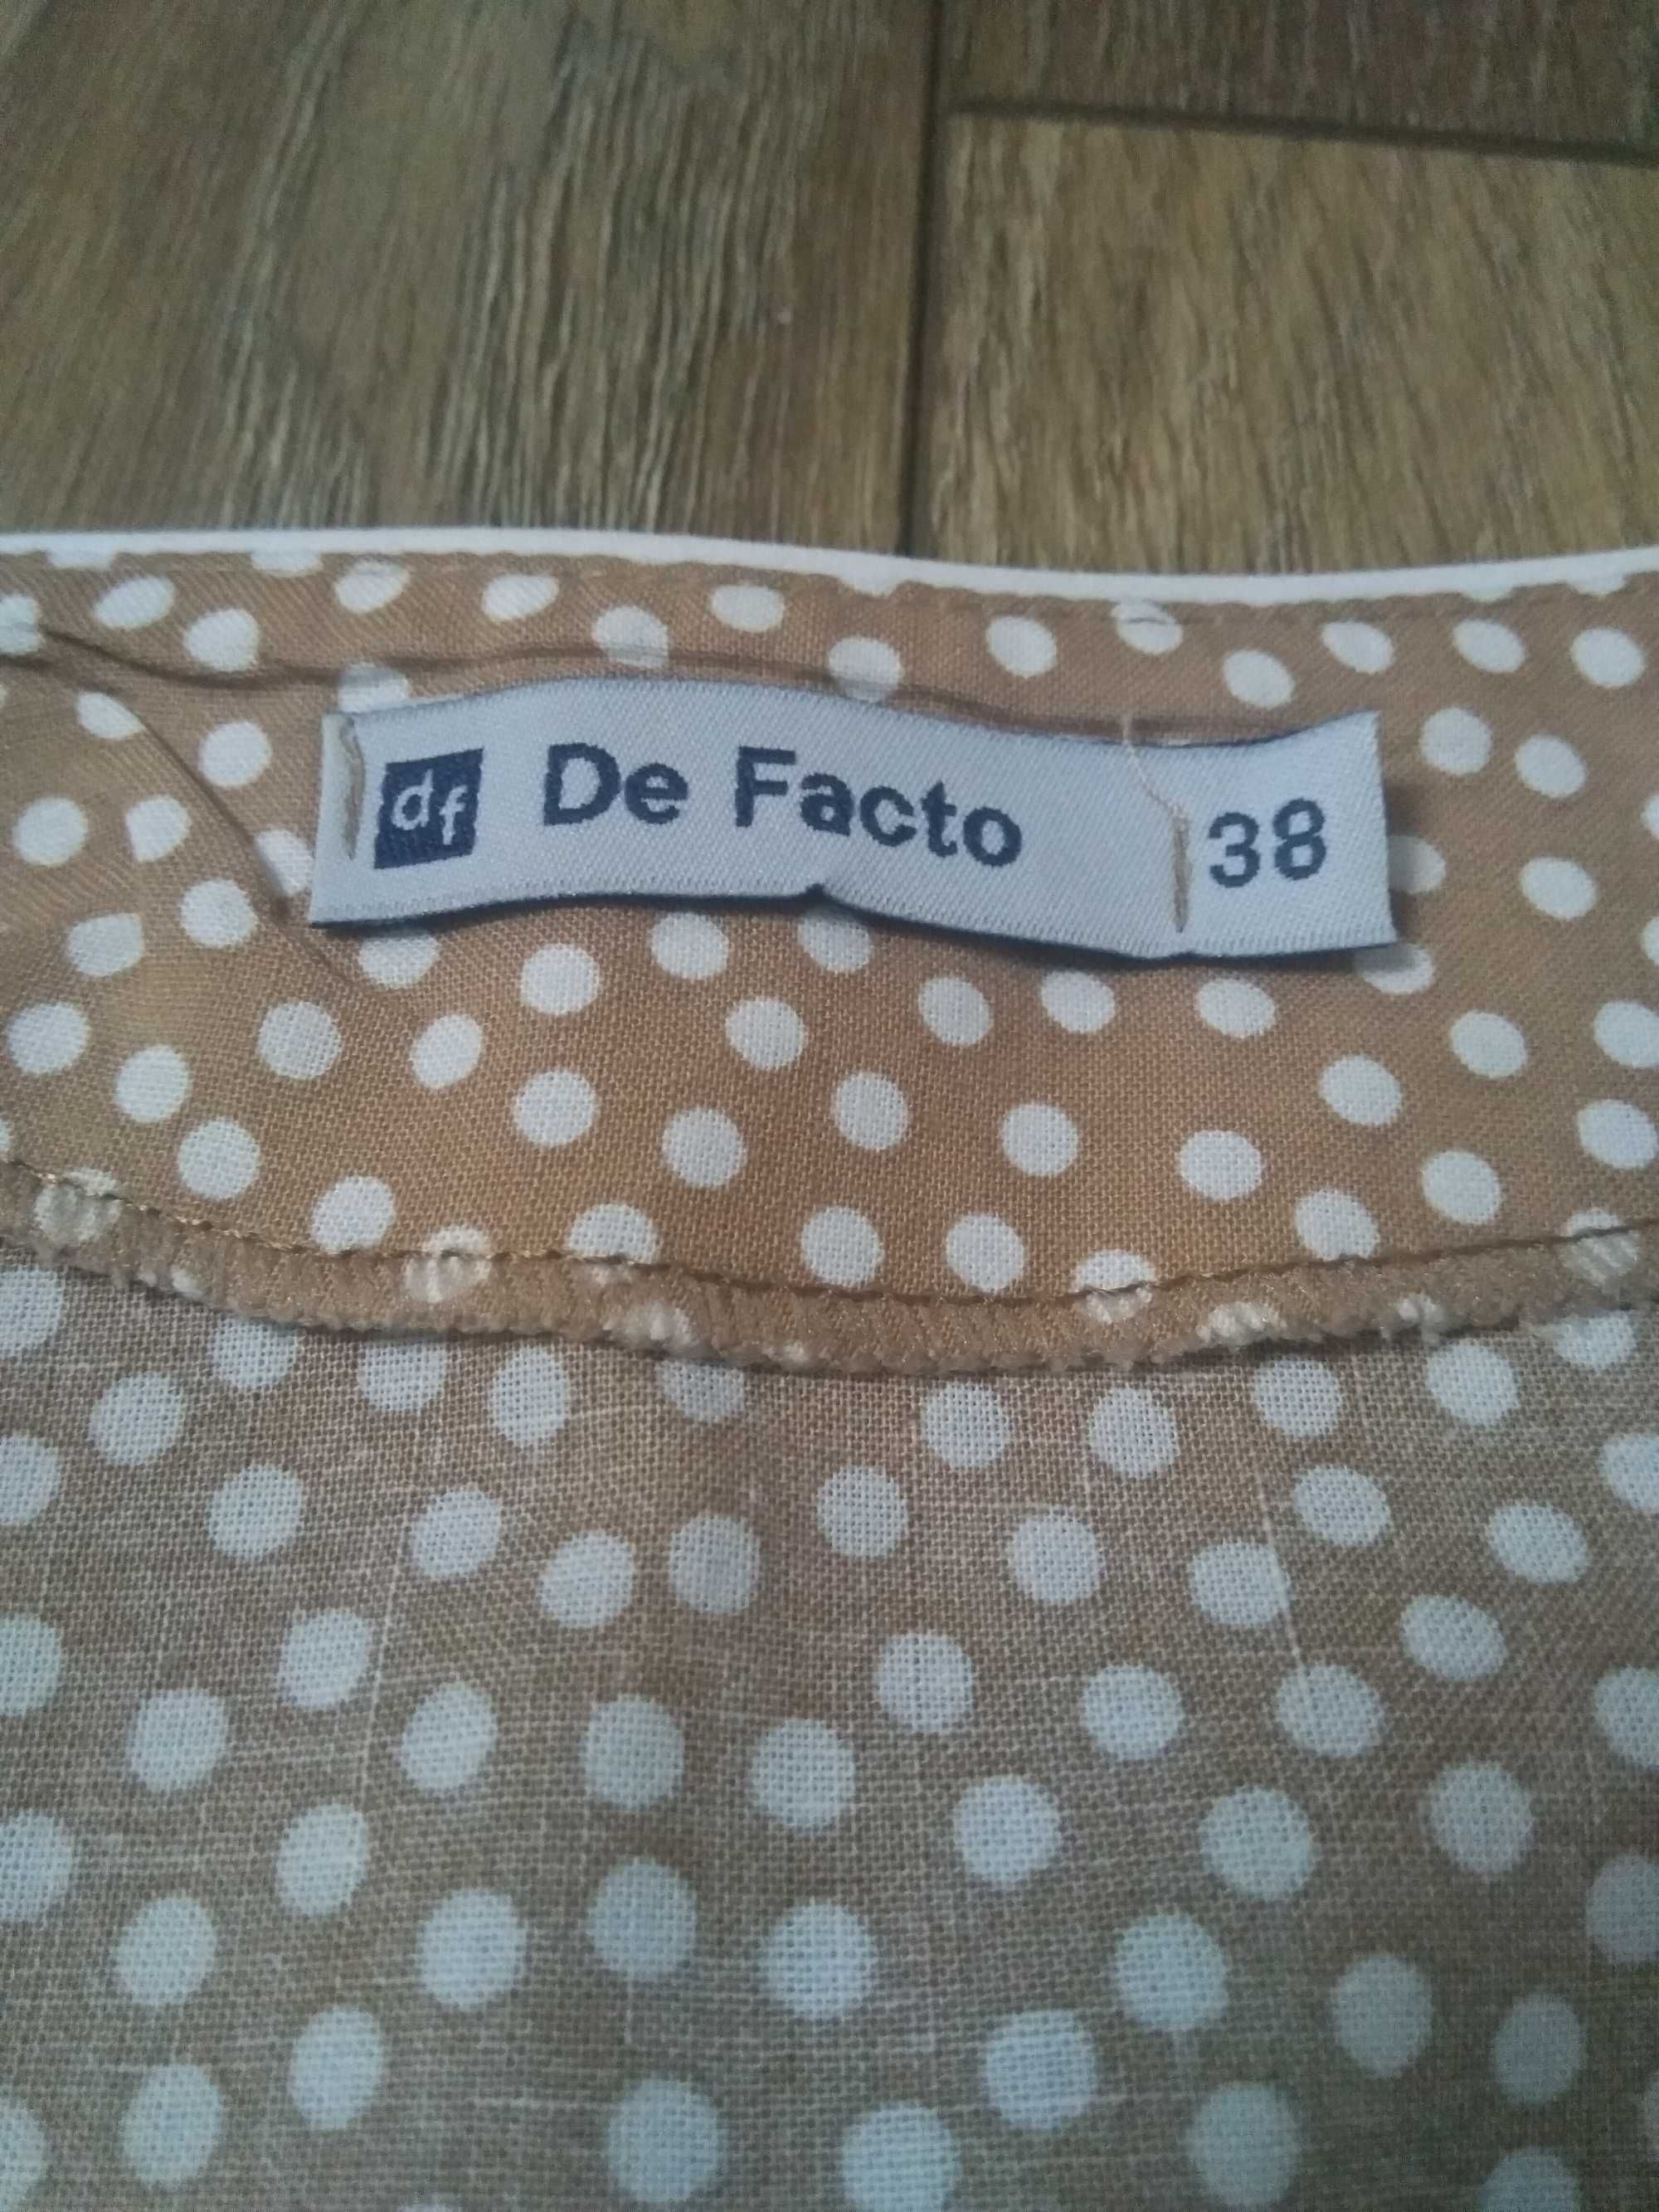 df De Facto 38